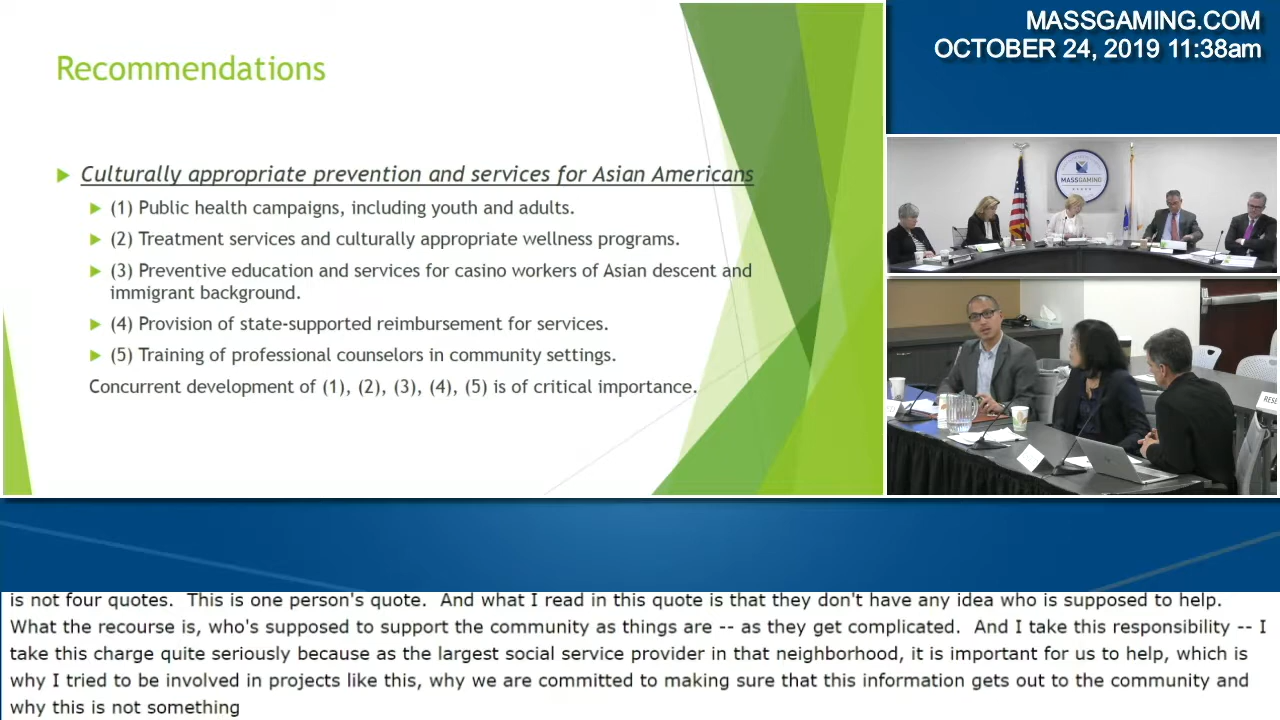 Recommendations
Culturally appropriate prevention and services for Asian Americans
(1) Public health campaigns, including youth and adults.
(2) Treatment services and culturally appropriate wellness programs.
(3) Preventive education and services for casino workers of Asian descent and
immigrant background.
(4) Provision of state-supported reimbursement for services.
(5) Training of professional counselors in community settings.
Concurrent development of (1), (2), (3), (4), (5) is of critical importance.
MASSGAMING.COM
OCTOBER 24, 2019 11:38am
MASSGAMING
RESE
is not four quotes.  This is one person's quote.  And what I read in this quote is that they don't have any idea who is supposed to help.
What the recourse is, who's supposed to support the community as things are -- as they get complicated.  And I take this responsibility -- I
take this charge quite seriously because as the largest social service provider in that neighborhood, it is important for us to help, which is
why I tried to be involved in projects like this, why we are committed to making sure that this information gets out to the community and
why this is not something